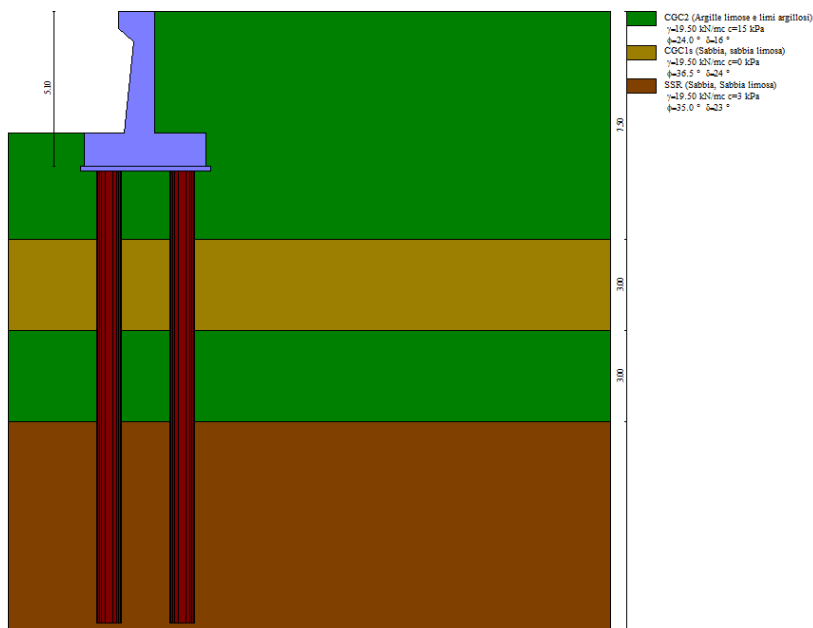 CGC2 (Argille limose e limi argillosi)
γ=19.50 kN/mc c=15 kPa
ϕ=24.0 ° δ=16 °
CGC1s (Sabbia, sabbia limosa)
γ=19.50 kN/mc c=0 kPa
ϕ=36.5 ° δ=24 °
SSR (Sabbia, Sabbia limosa)
γ=19.50 kN/mc c=3 kPa
ϕ=35.0 ° δ=23 °
5.10
7.50
3.00
3.00